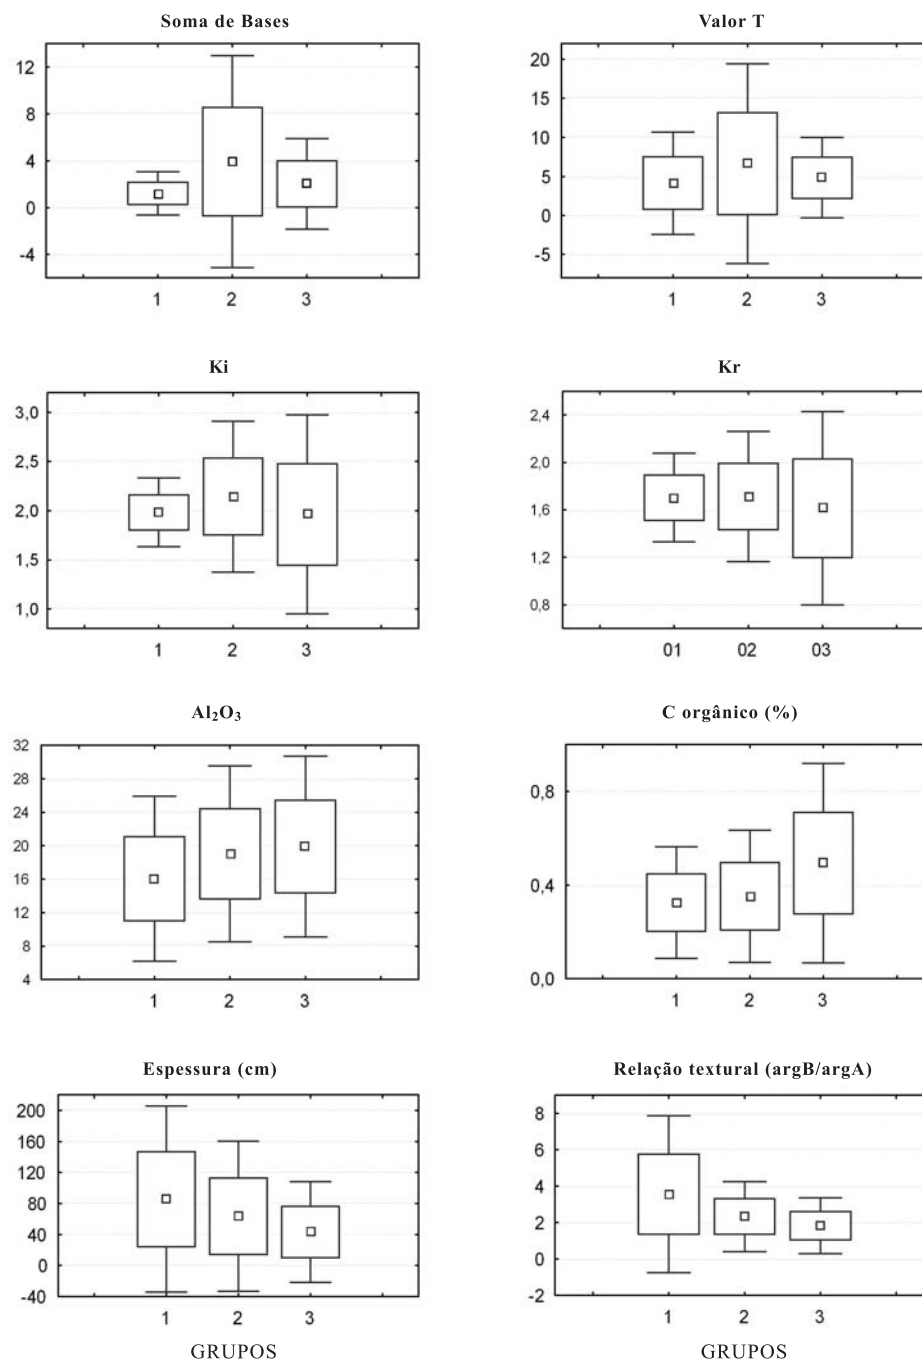 Soma de Bases
12
8
4
0
-4
1 2 3
Valor T
20
15
10
5
0
-5
1 2 3
Ki
3,0
2,5
2,0
1,5
1,0
1 2 3
Kr
2,4
2,0
1,6
1,2
0,8
01 02 03
Al₂O₃
32
28
24
20
16
12
8
4
1 2 3
C orgânico (%)
0,8
0,4
0,0
1 2 3
Espessura (cm)
200
160
120
80
40
0
-40
1 2 3
GRUPOS
Relação textural (argB/argA)
8
6
4
2
0
-2
1 2 3
GRUPOS